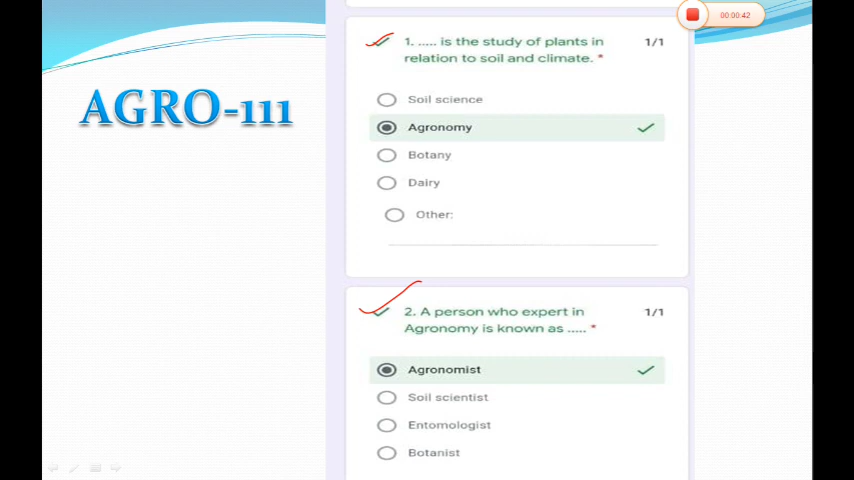 00:00:42
AGRO-111
1. ..... is the study of plants in
relation to soil and climate. *
1/1
Soil science
Agronomy
Botany
Dairy
Other:
2. A person who expert in
Agronomy is known as ..... *
1/1
Agronomist
Soil scientist
Entomologist
Botanist